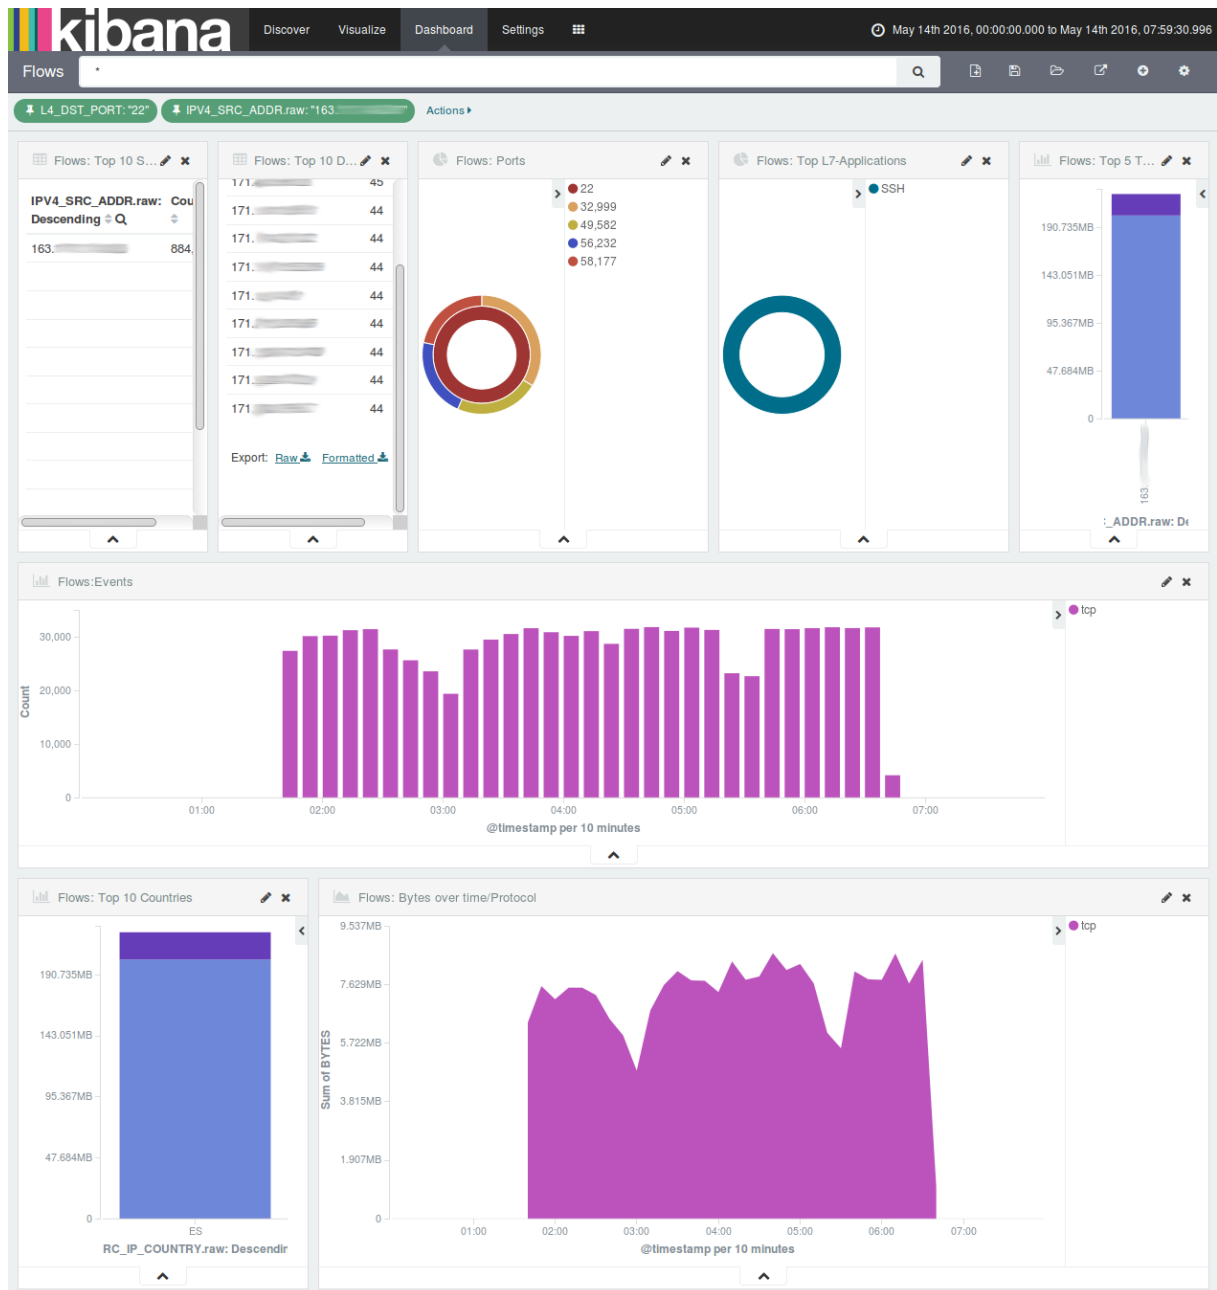 kibana
Discover Visualize Dashboard Settings
May 14th 2016, 00:00:00.000 to May 14th 2016, 07:59:30.996
Flows *
L4_DST_PORT: "22" IPV4_SRC_ADDR.raw: "163. " Actions
Flows: Top 10 S...
IPV4_SRC_ADDR.raw: Cou
Descending
163. 884,
Flows: Top 10 D...
171. 45
171. 44
171. 44
171. 44
171. 44
171. 44
171. 44
171. 44
171. 44
Export: Raw Formatted
Flows: Ports
22
32,999
49,582
56,232
58,177
Flows: Top L7-Applications
SSH
Flows: Top 5 T...
190.735MB
143.051MB
95.367MB
47.684MB
0
163.
_ADDR.raw: De
Flows:Events
tcp
30,000
20,000
10,000
0
Count
01:00 02:00 03:00 04:00 05:00 06:00 07:00
@timestamp per 10 minutes
Flows: Top 10 Countries
190.735MB
143.051MB
95.367MB
47.684MB
0
ES
RC_IP_COUNTRY.raw: Descendin
Flows: Bytes over time/Protocol
tcp
9.537MB
7.629MB
5.722MB
3.815MB
1.907MB
0
Sum of BYTES
01:00 02:00 03:00 04:00 05:00 06:00 07:00
@timestamp per 10 minutes